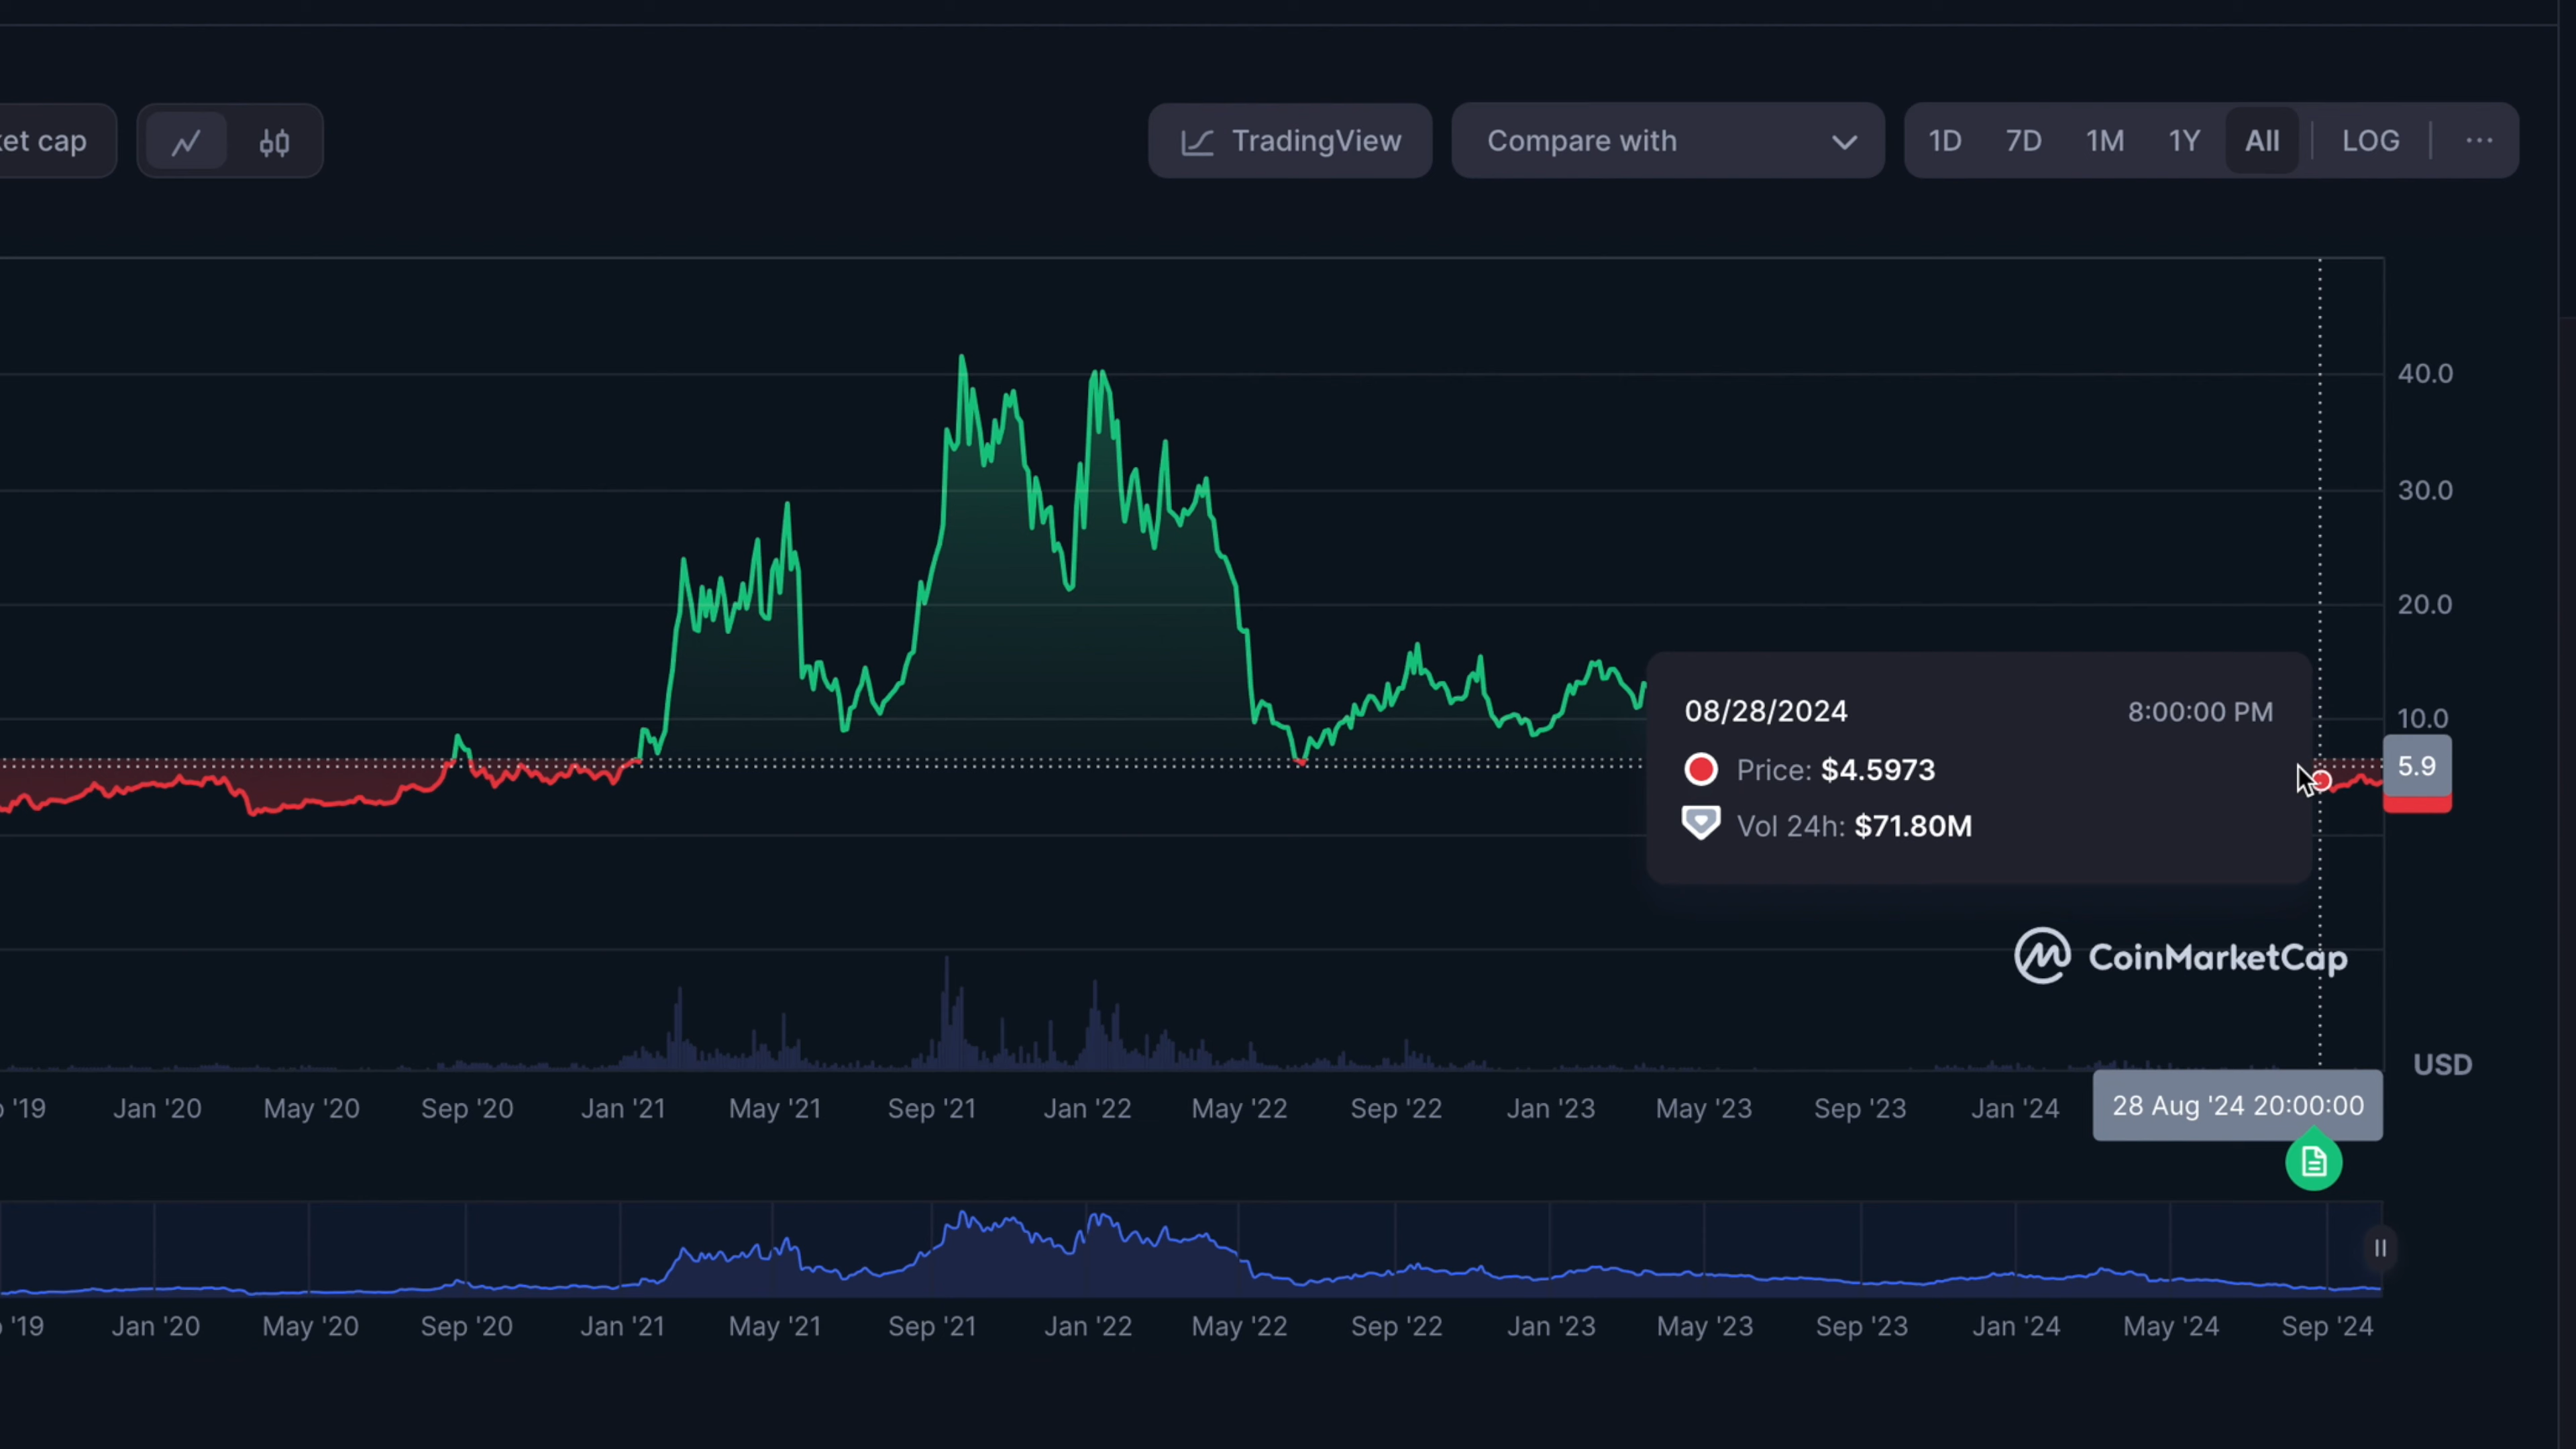 et cap
TradingView
Compare with
1D 7D 1M 1Y All LOG
40.0
30.0
20.0
10.0
08/28/2024 8:00:00 PM
Price: $4.5973
5.9
Vol 24h: $71.80M
CoinMarketCap
USD
'19 Jan '20 May '20 Sep '20 Jan '21 May '21 Sep '21 Jan '22 May '22 Sep '22 Jan '23 May '23 Sep '23 Jan '24 28 Aug '24 20:00:00
'19 Jan '20 May '20 Sep '20 Jan '21 May '21 Sep '21 Jan '22 May '22 Sep '22 Jan '23 May '23 Sep '23 Jan '24 May '24 Sep '24